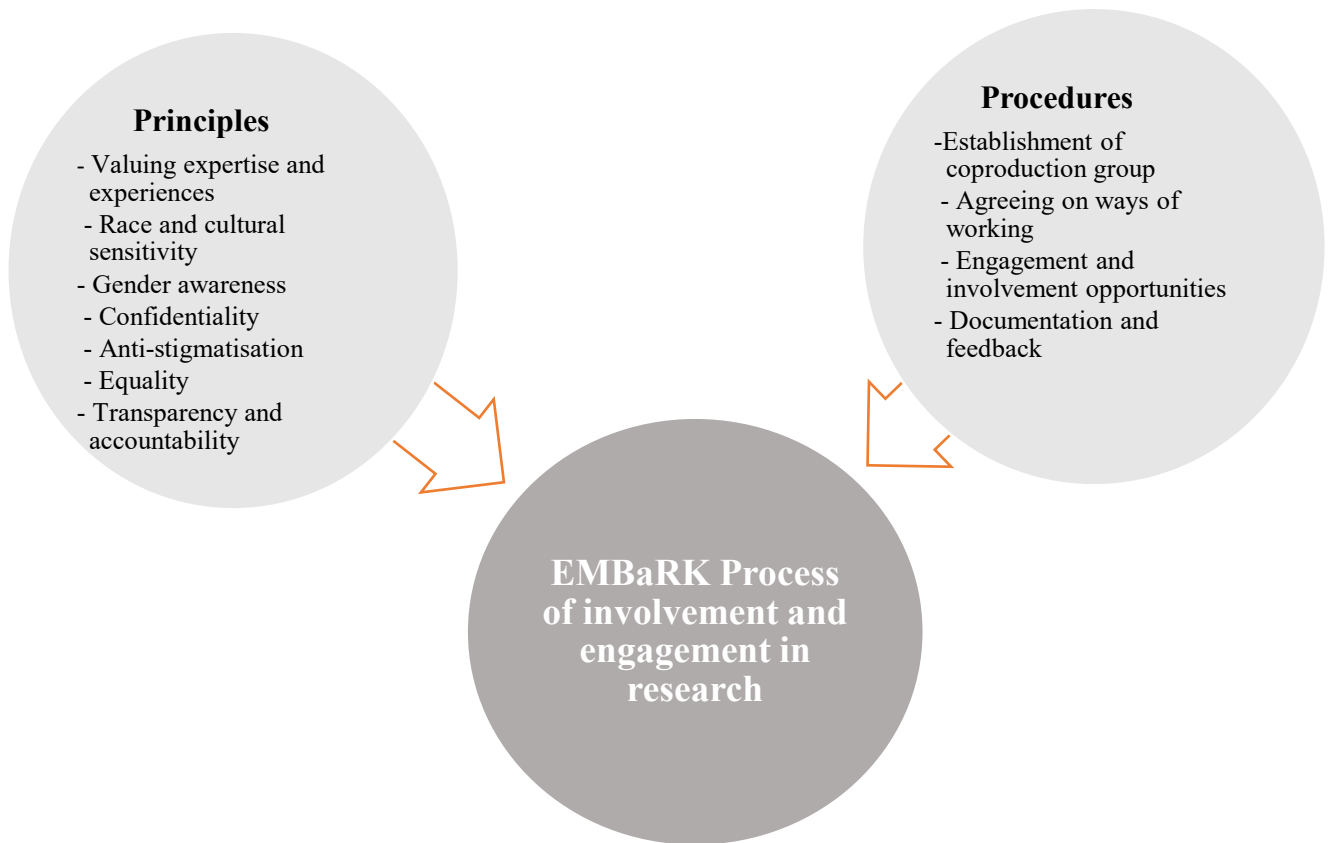 Principles
- Valuing expertise and
experiences
- Race and cultural
sensitivity
- Gender awareness
- Confidentiality
- Anti-stigmatisation
- Equality
- Transparency and
accountability
Procedures
-Establishment of
coproduction group
- Agreeing on ways of
working
- Engagement and
involvement opportunities
- Documentation and
feedback
EMBaRK Process
of involvement and
engagement in
research